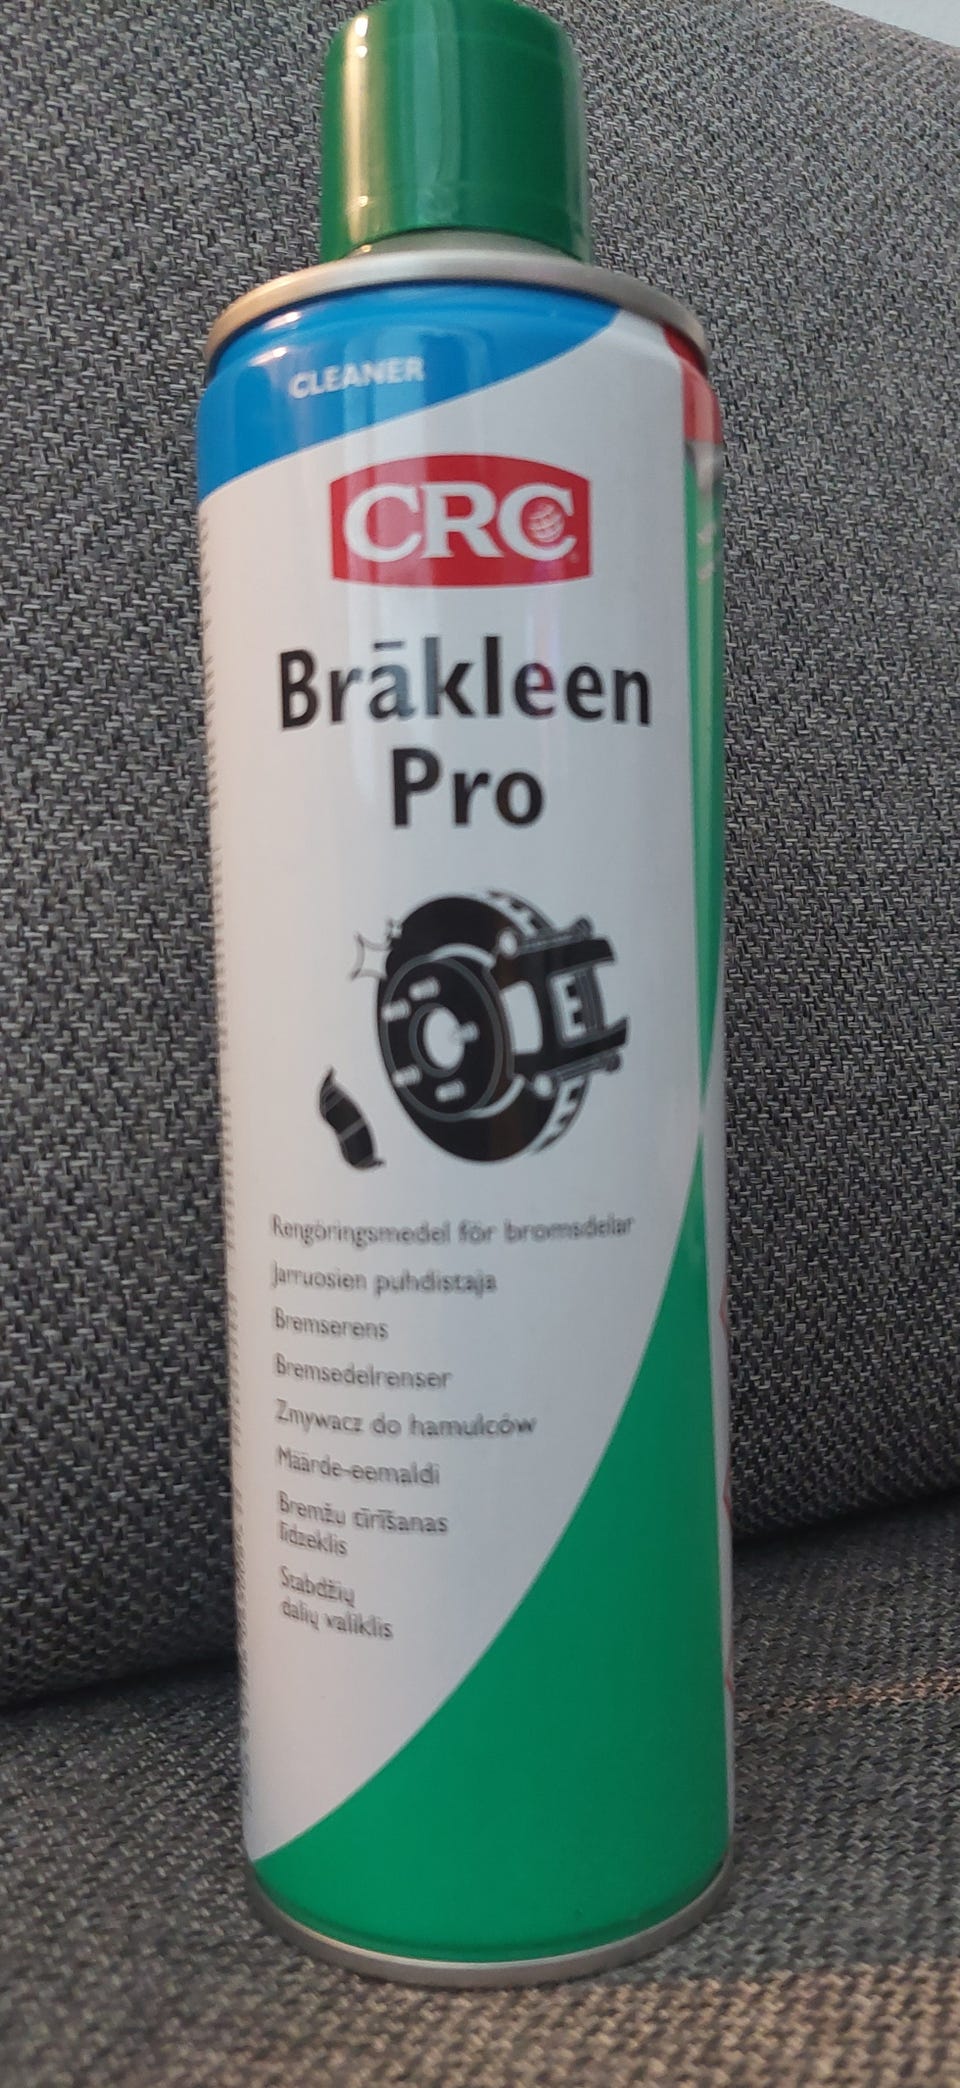 CLEANER
CRC
Brākleen
Pro
Rengöringsmedel för bromsdelar
Jarruosien puhdistaja
Bremserens
Bremsedelrenser
Zmywacz do hamulców
Määrde-eemaldi
Bremžu tīrīšanas
līdzeklis
Stabdžių
dalių valiklis